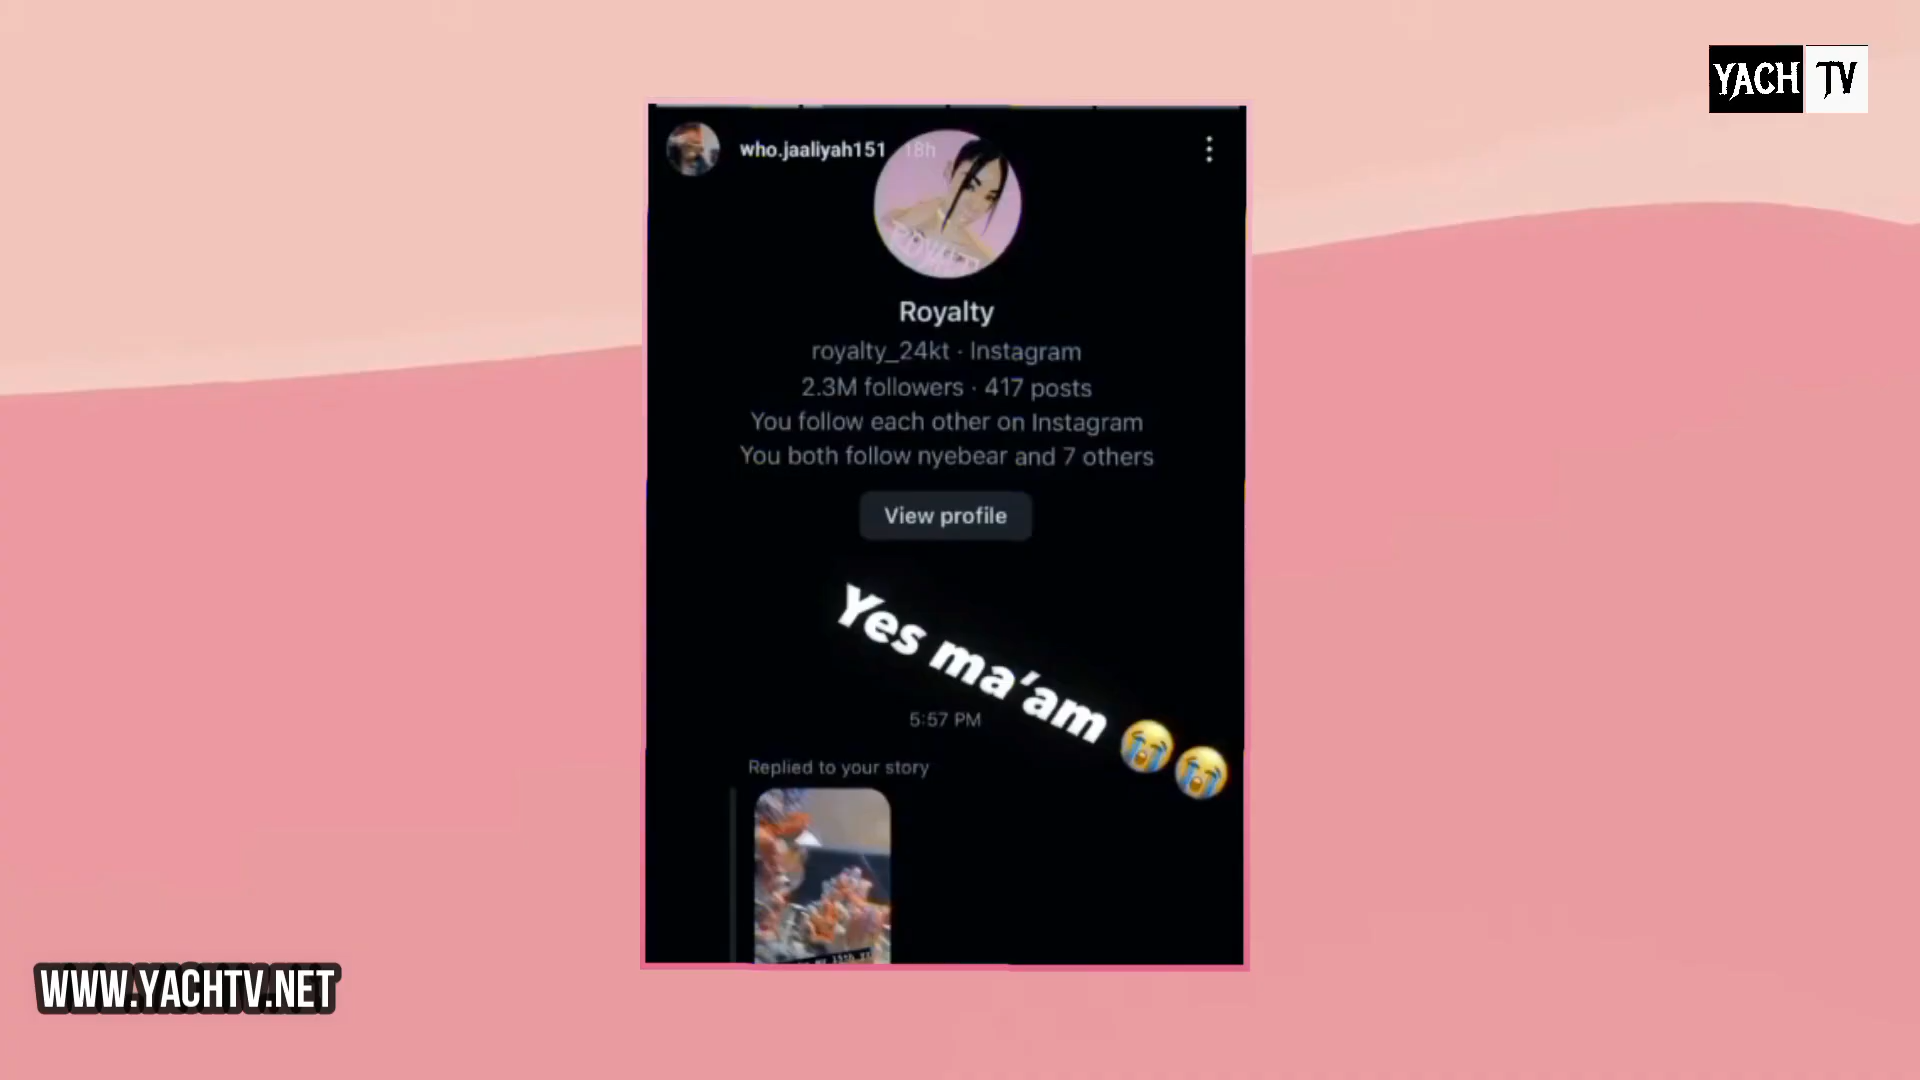 YACH TV
who.jaaliyah151 18h
Royalty
royalty_24kt · Instagram
2.3M followers · 417 posts
You follow each other on Instagram
You both follow nyebear and 7 others
View profile
Yes ma'am 😭😭
5:57 PM
Replied to your story
WWW.YACHTV.NET